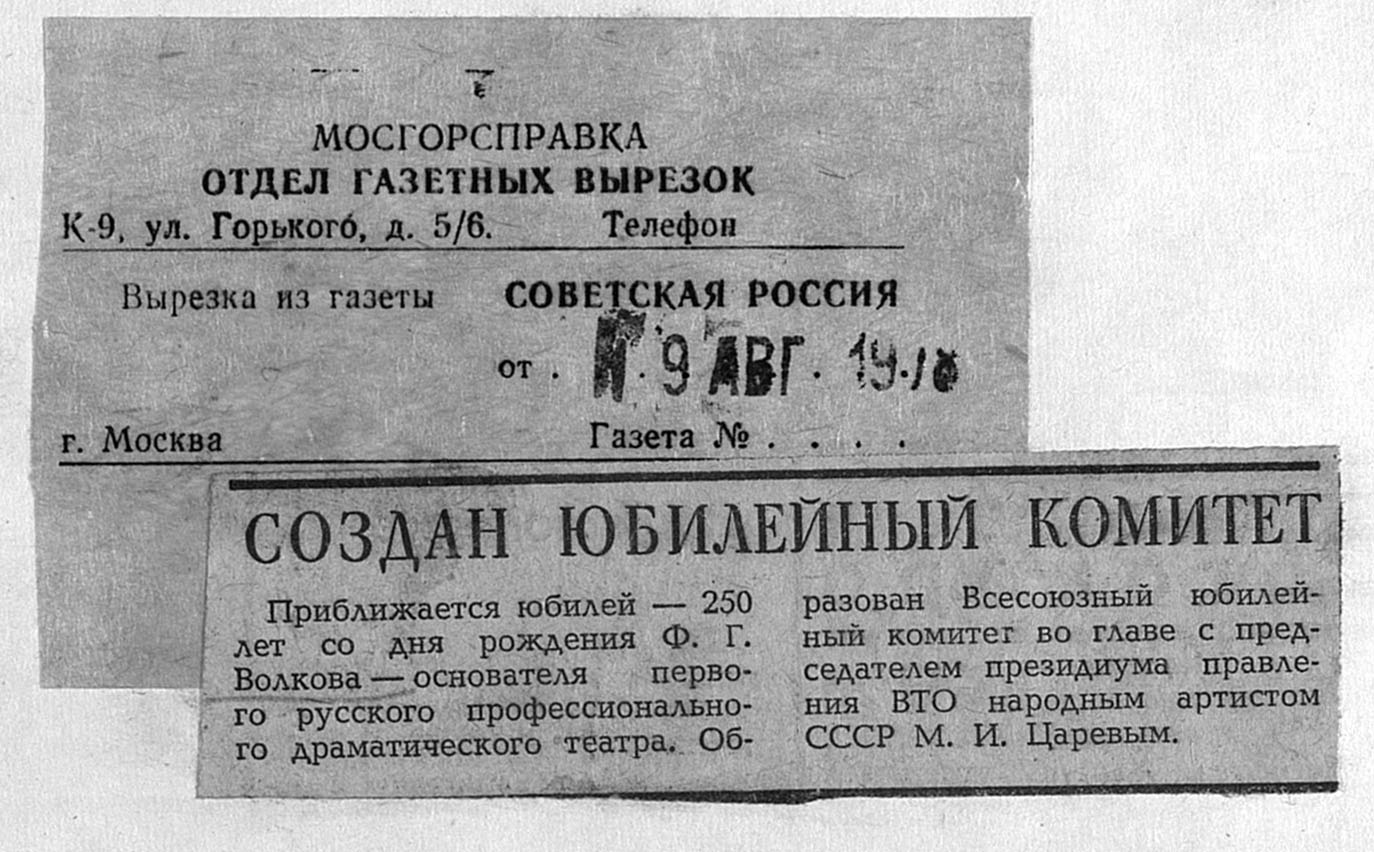 МОСГОРСПРАВКА
ОТДЕЛ ГАЗЕТНЫХ ВЫРЕЗОК
К-9, ул. Горького, д. 5/6. Телефон
Вырезка из газеты СОВЕТСКАЯ РОССИЯ
от . 9 АВГ.
г. Москва Газета № . . . .
СОЗДАН ЮБИЛЕЙНЫЙ КОМИТЕТ
Приближается юбилей — 250
лет со дня рождения Ф. Г.
Волкова — основателя перво-
го русского профессионально-
го драматического театра. Об-
разован Всесоюзный юбилей-
ный комитет во главе с пред-
седателем президиума правле-
ния ВТО народным артистом
СССР М. И. Царевым.